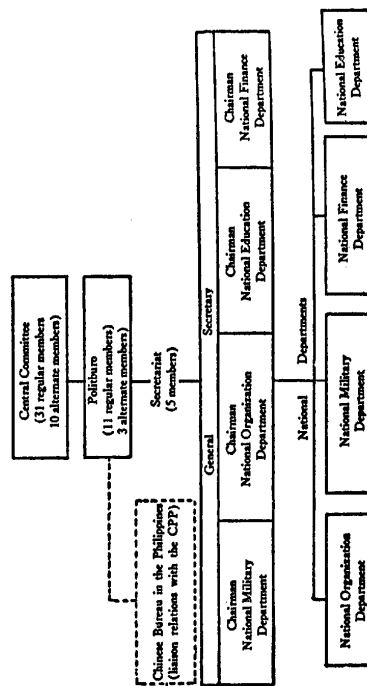 Central Committee
(31 regular members
10 alternate members)
Politburo
(11 regular members)
3 alternate members)
Chinese Bureau in the Philippines
(liaison relations with the CPP)
Secretariat
(5 members)
General Secretary
Chairman
National Military
Department
Chairman
National Organization
Department
Chairman
National Education
Department
Chairman
National Finance
Department
National Departments
National Organization
Department
National Military
Department
National Finance
Department
National Education
Department